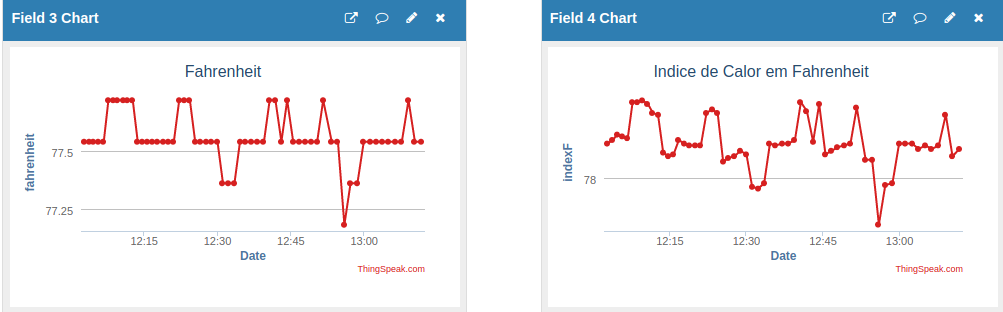 Field 3 Chart
Fahrenheit
fahrenheit
77.5
77.25
12:15 12:30 12:45 13:00
Date
ThingSpeak.com
Field 4 Chart
Indice de Calor em Fahrenheit
indexF
78
12:15 12:30 12:45 13:00
Date
ThingSpeak.com